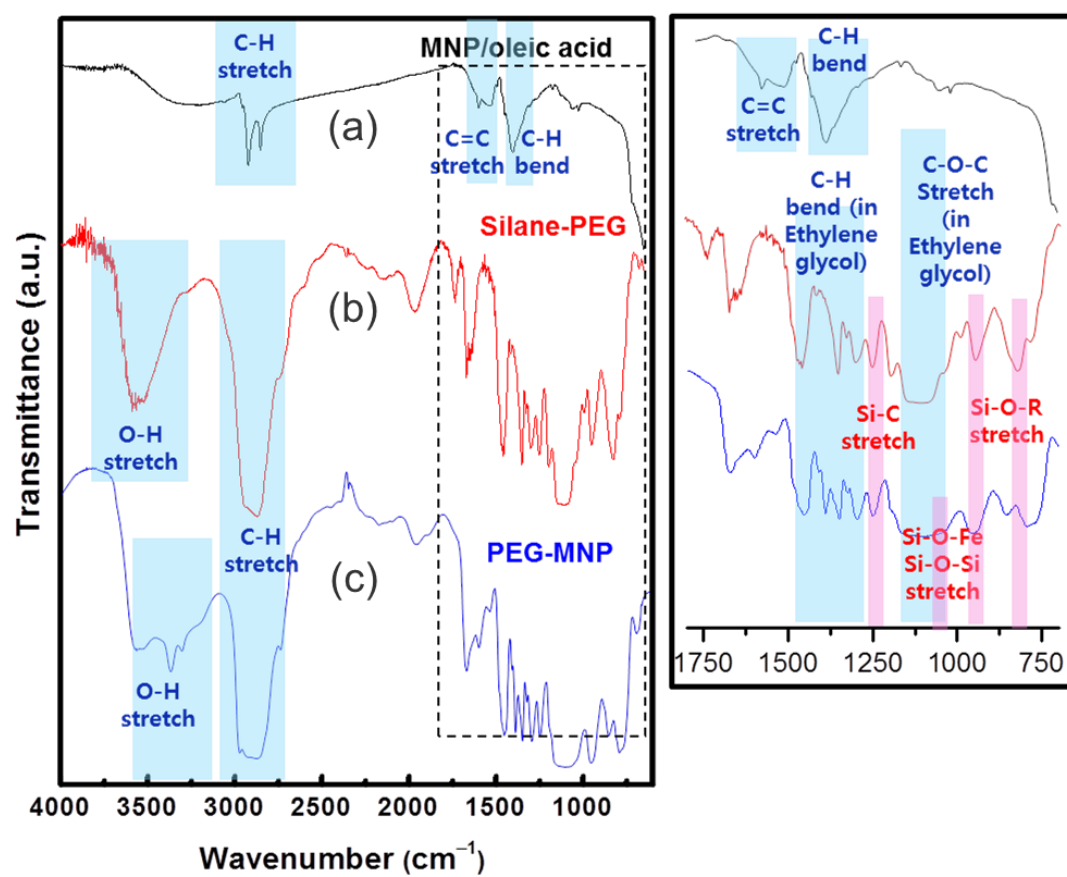 C-H
stretch
MNP/oleic acid
(a)
C=C
stretch
C-H
bend
Silane-PEG
(b)
O-H
stretch
C-H
stretch
PEG-MNP
(c)
O-H
stretch
Transmittance (a.u.)
4000 3500 3000 2500 2000 1500 1000
Wavenumber (cm⁻¹)
C-H
bend
C=C
stretch
C-H
bend (in
Ethylene
glycol)
C-O-C
Stretch
(in
Ethylene
glycol)
Si-C
stretch
Si-O-R
stretch
Si-O-Fe
Si-O-Si
stretch
1750 1500 1250 1000 750